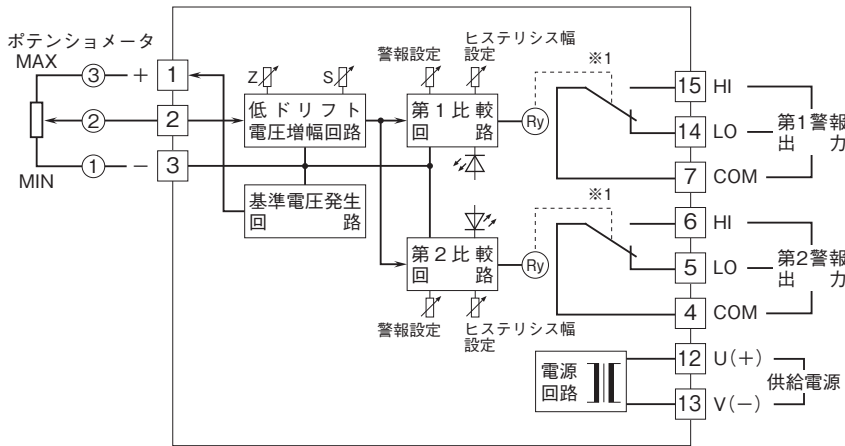 ポテンショメータ
MAX
③ +
②
① −
MIN
1
2
3
Z
S
低ドリフト
電圧増幅回路
基準電圧発生
回路
警報設定
ヒステリシス幅
設定
第1比較
回路
Ry
※1
15 HI
14 LO
7 COM
第1警報
出力
第2比較
回路
Ry
※1
警報設定
ヒステリシス幅
設定
6 HI
5 LO
4 COM
第2警報
出力
電源
回路
12 U(+)
13 V(−)
供給電源